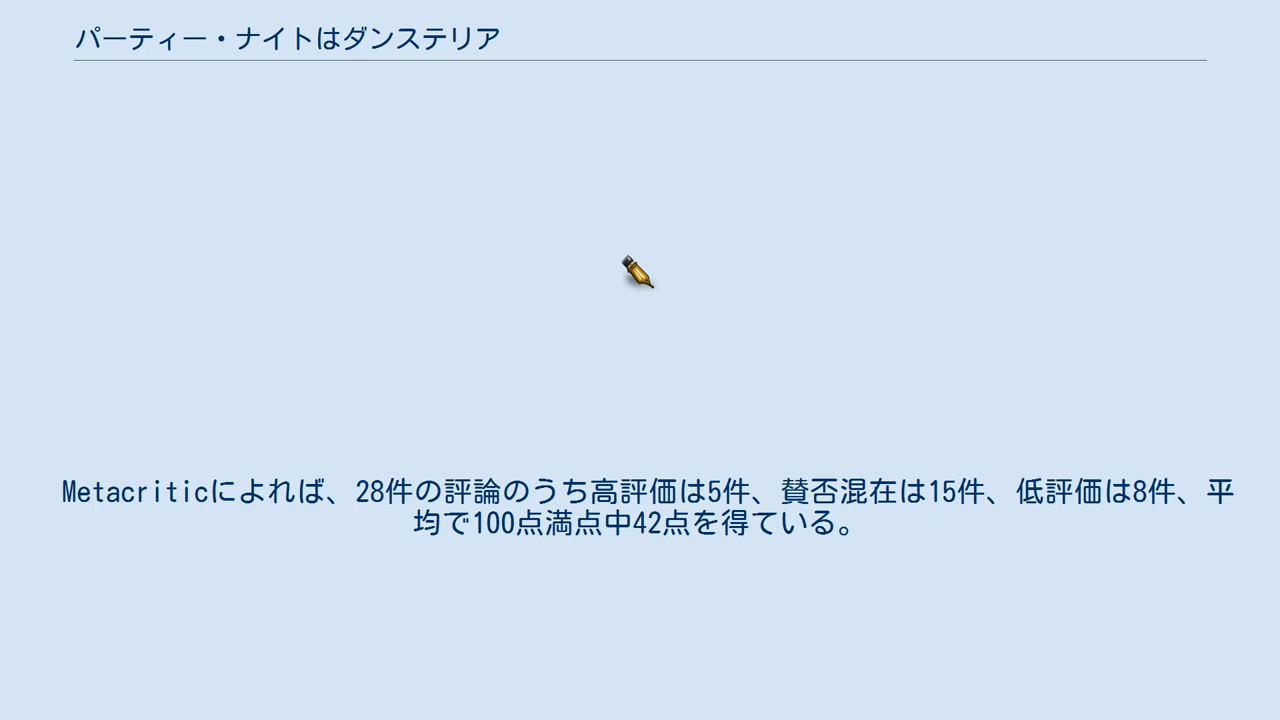 パーティー・ナイトはダンステリア
Metacriticによれば、28件の評論のうち高評価は5件、賛否混在は15件、低評価は8件、平
均で100点満点中42点を得ている。